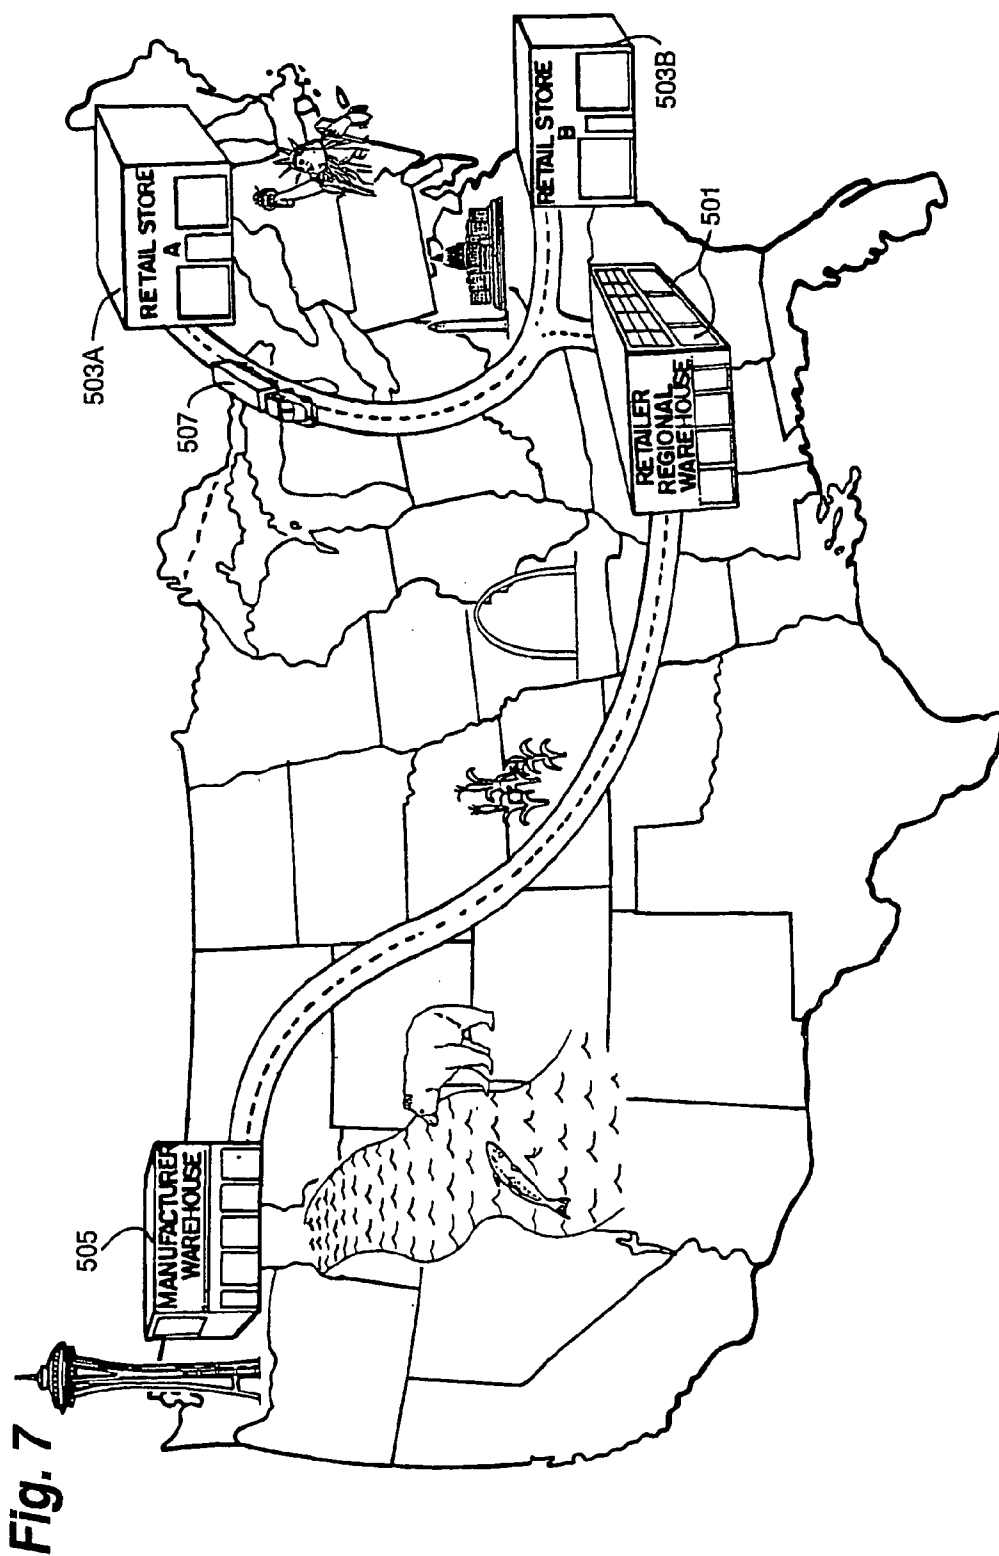 Fig. 7
505
MANUFACTURER
WAREHOUSE
507
503A
RETAIL STORE
A
RETAILER
REGIONAL
WAREHOUSE
501
RETAIL STORE
B
503B